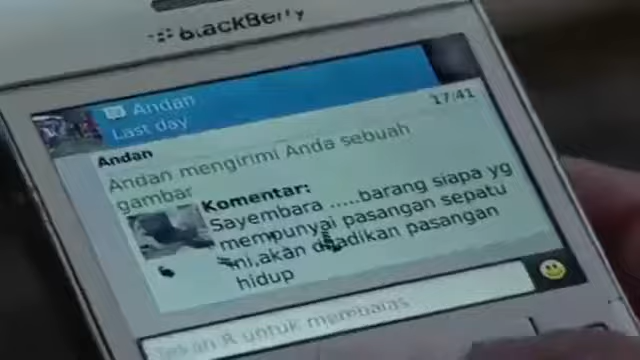 BlackBerry
Andan
Last day
17:41
Andan
Andan mengirimi Anda sebuah
gambar
Komentar:
Sayembara .....barang siapa yg
mempunyai pasangan sepatu
ini,akan dijadikan pasangan
hidup
untuk membalas